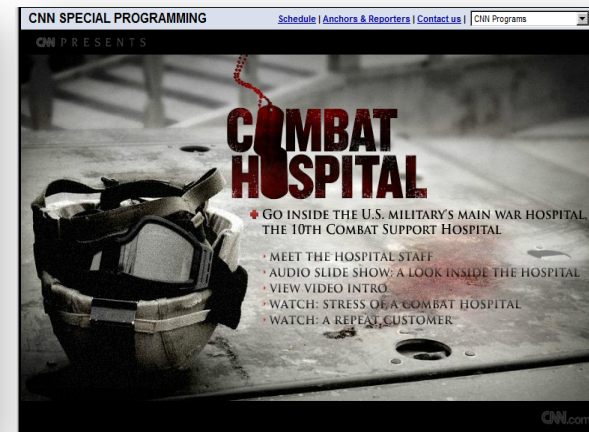 CNN SPECIAL PROGRAMMING
Schedule | Anchors & Reporters | Contact us | CNN Programs
CNN PRESENTS
COMBAT
HOSPITAL
GO INSIDE THE U.S. MILITARY'S MAIN WAR HOSPITAL,
THE 10TH COMBAT SUPPORT HOSPITAL
MEET THE HOSPITAL STAFF
AUDIO SLIDE SHOW: A LOOK INSIDE THE HOSPITAL
VIEW VIDEO INTRO
WATCH: STRESS OF A COMBAT HOSPITAL
WATCH: A REPEAT CUSTOMER
CNN.com